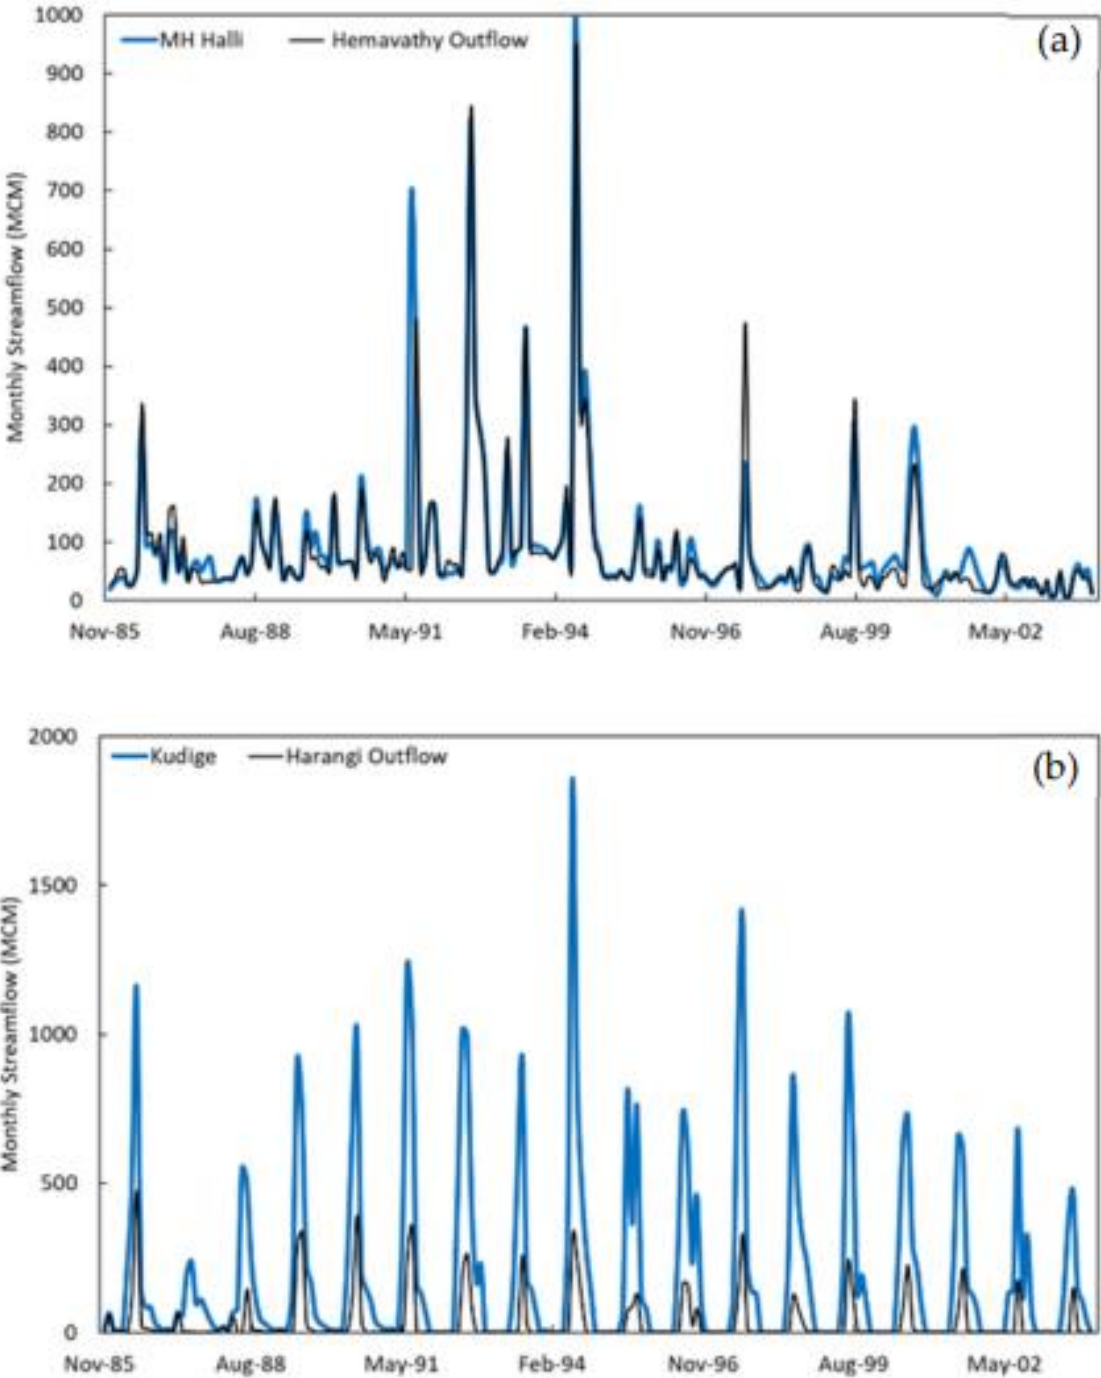 1000
MH Halli Hemavathy Outflow (a)
900
800
700
600
500
400
300
200
100
0
Monthly Streamflow (MCM)
Nov-85 Aug-88 May-91 Feb-94 Nov-96 Aug-99 May-02
2000
Kudige Harangi Outflow (b)
1500
1000
500
0
Monthly Streamflow (MCM)
Nov-85 Aug-88 May-91 Feb-94 Nov-96 Aug-99 May-02